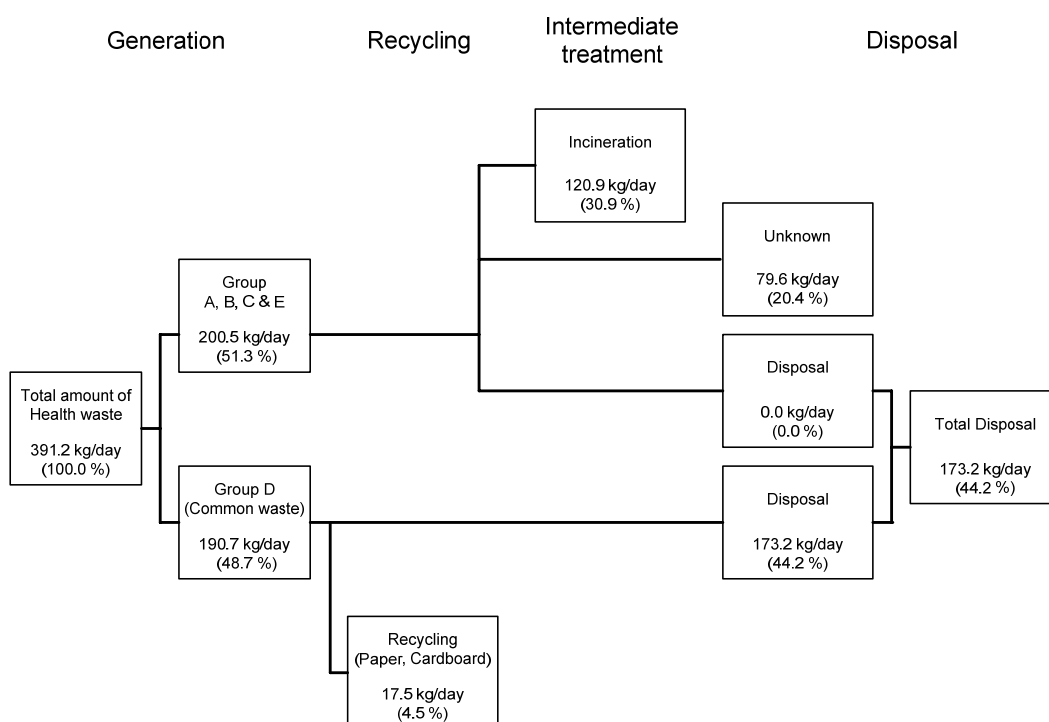 Generation
Recycling
Intermediate
treatment
Disposal
Incineration
120.9 kg/day
(30.9 %)
Unknown
79.6 kg/day
(20.4 %)
Group
A, B, C & E
200.5 kg/day
(51.3 %)
Disposal
0.0 kg/day
(0.0 %)
Total amount of
Health waste
391.2 kg/day
(100.0 %)
Total Disposal
173.2 kg/day
(44.2 %)
Group D
(Common waste)
190.7 kg/day
(48.7 %)
Disposal
173.2 kg/day
(44.2 %)
Recycling
(Paper, Cardboard)
17.5 kg/day
(4.5 %)